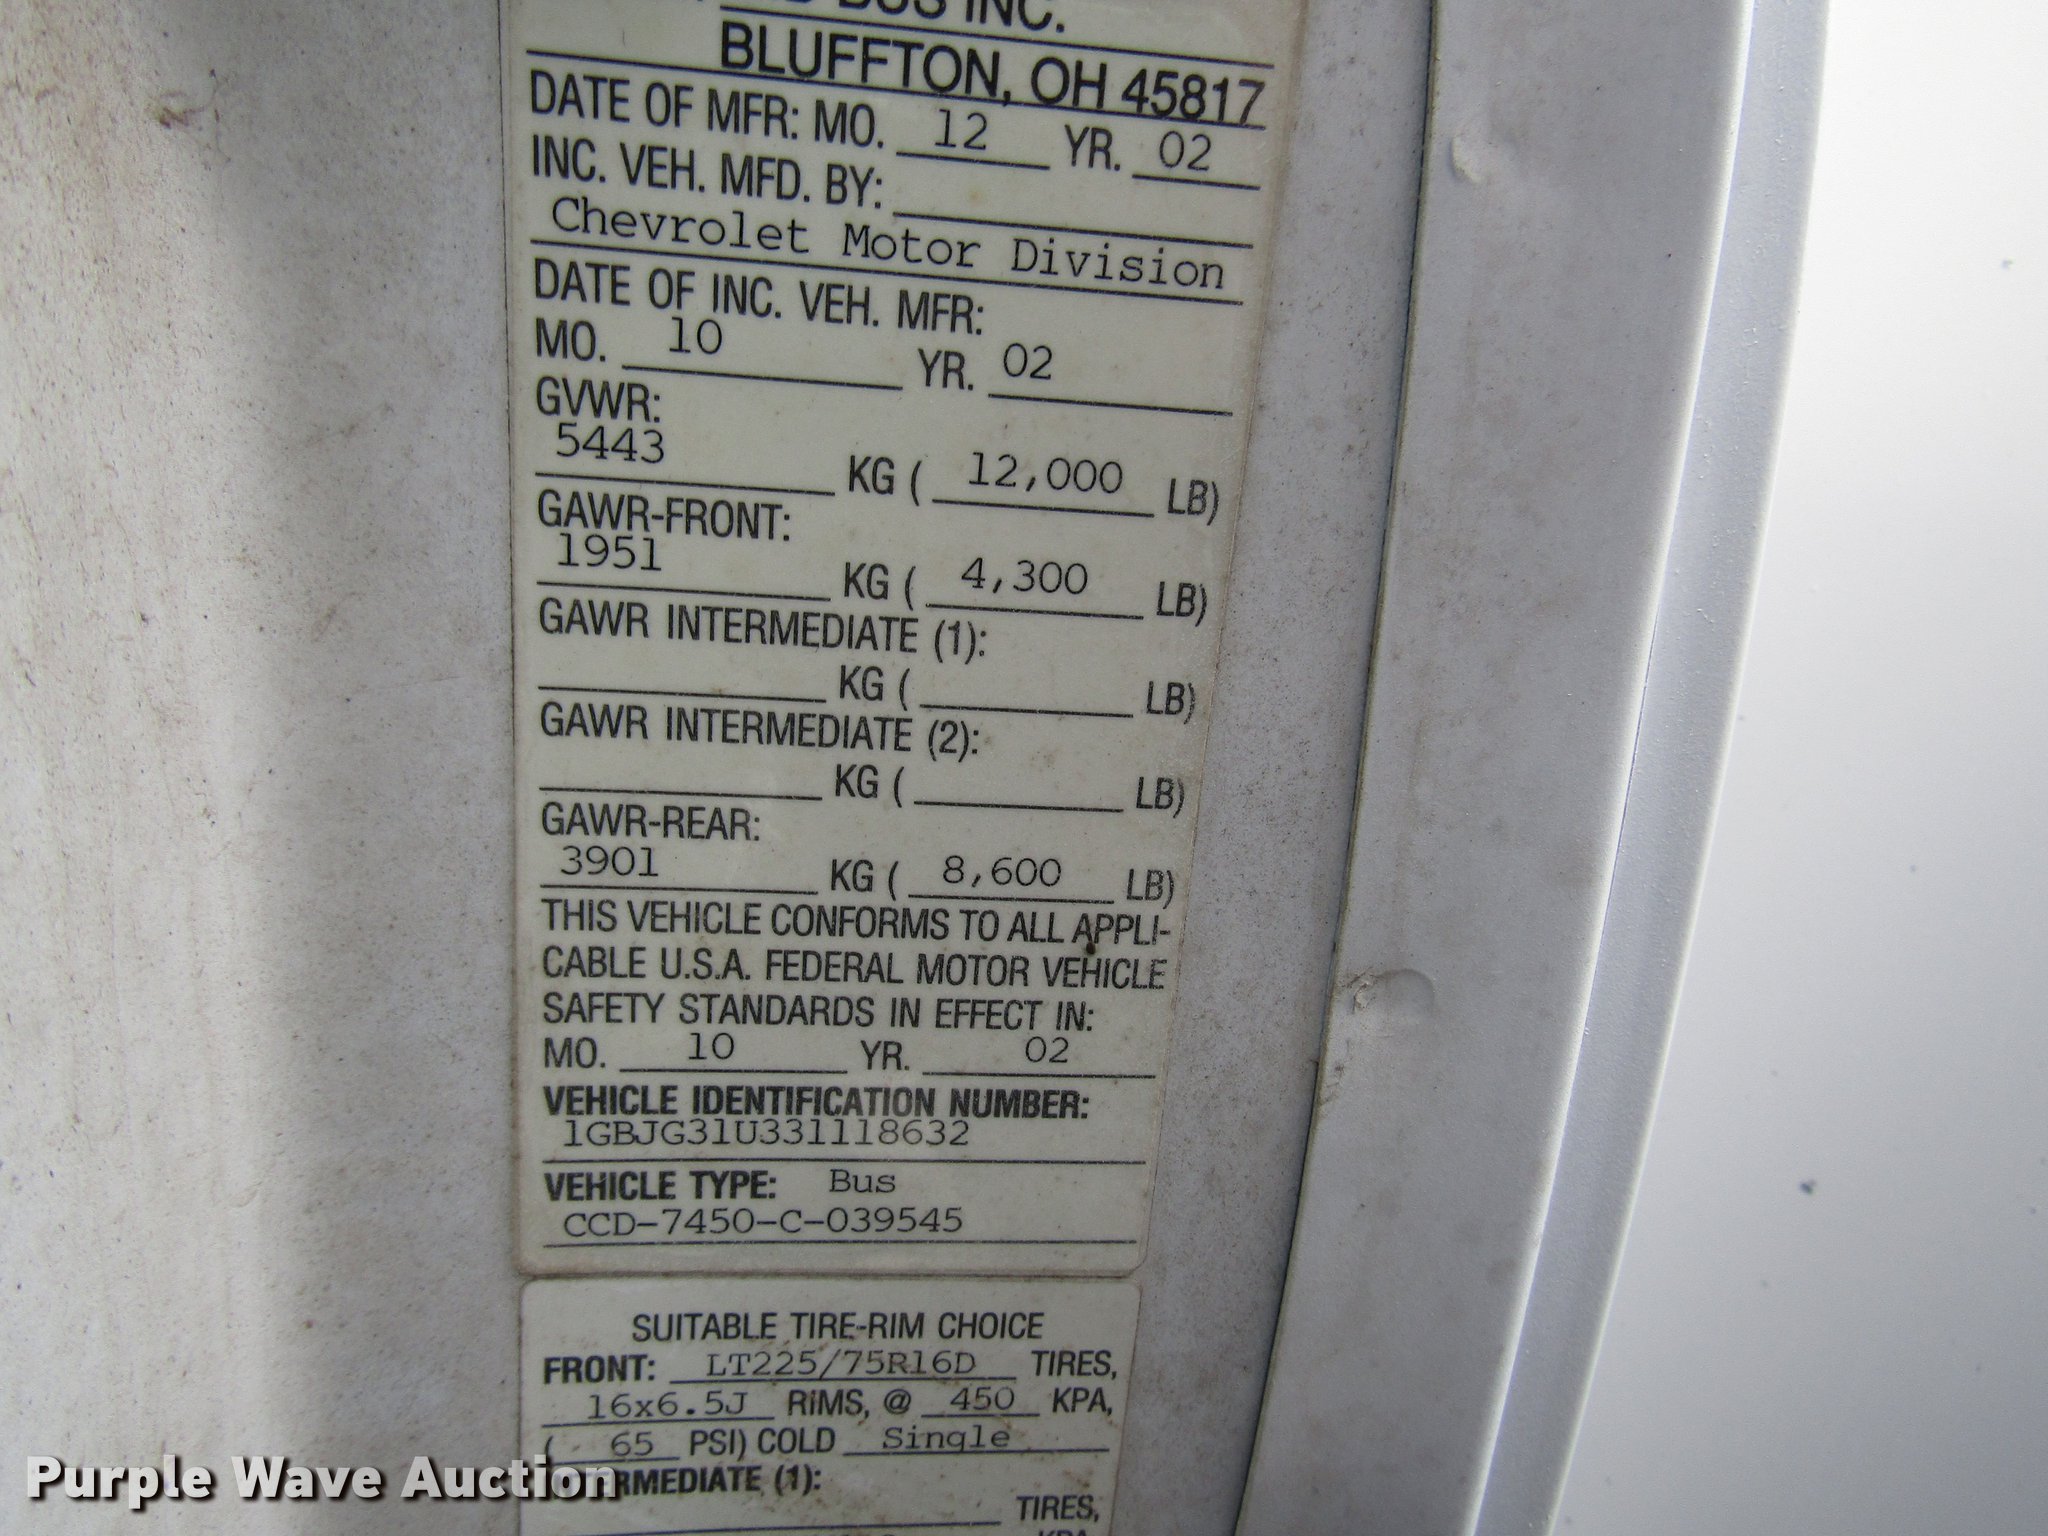 BUS INC.
BLUFFTON, OH 45817
DATE OF MFR: MO. 12 YR. 02
INC. VEH. MFD. BY:
Chevrolet Motor Division
DATE OF INC. VEH. MFR:
MO. 10 YR. 02
GVWR:
5443 KG ( 12,000 LB)
GAWR-FRONT:
1951 KG ( 4,300 LB)
GAWR INTERMEDIATE (1):
KG ( LB)
GAWR INTERMEDIATE (2):
KG ( LB)
GAWR-REAR:
3901 KG ( 8,600 LB)
THIS VEHICLE CONFORMS TO ALL APPLI-
CABLE U.S.A. FEDERAL MOTOR VEHICLE
SAFETY STANDARDS IN EFFECT IN:
MO. 10 YR. 02
VEHICLE IDENTIFICATION NUMBER:
1GBJG31U331118632
VEHICLE TYPE: Bus
CCD-7450-C-039545
SUITABLE TIRE-RIM CHOICE
FRONT: LT225/75R16D TIRES,
16x6.5J RIMS, @ 450 KPA,
( 65 PSI) COLD Single
(1):
TIRES,
KPA,
Purple Wave Auction